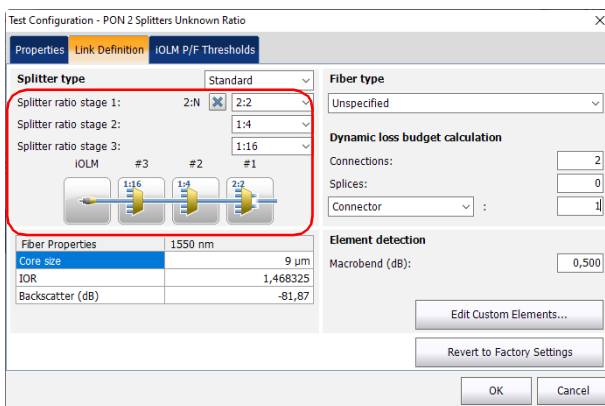 Test Configuration - PON 2 Splitters Unknown Ratio
Properties Link Definition iOLM P/F Thresholds
Splitter type Standard
Splitter ratio stage 1: 2:N 2:2
Splitter ratio stage 2: 1:4
Splitter ratio stage 3: 1:16
iOLM #3 #2 #1
1:16 1:4 2:2
Fiber Properties 1550 nm
Core size 9 µm
IOR 1,468325
Backscatter (dB) -81,87
Fiber type
Unspecified
Dynamic loss budget calculation
Connections: 2
Splices: 0
Connector : 1
Element detection
Macrobend (dB): 0,500
Edit Custom Elements...
Revert to Factory Settings
OK Cancel